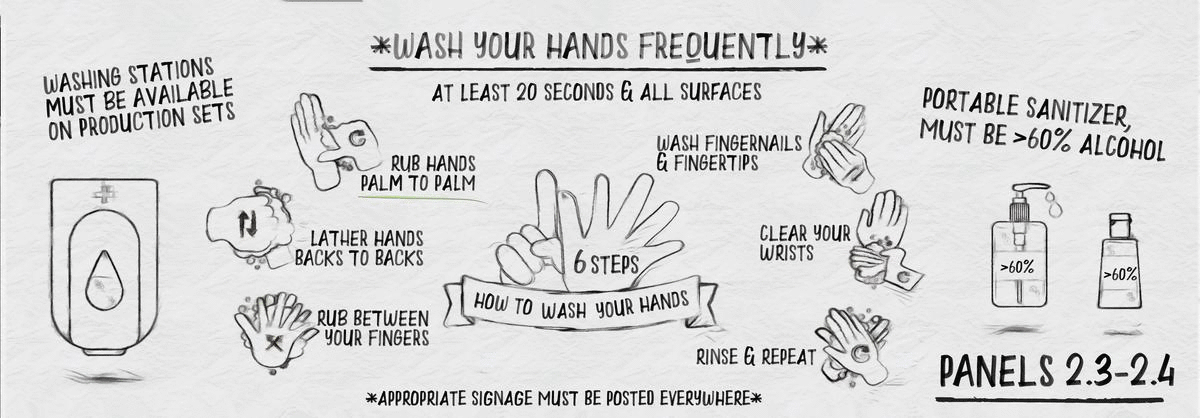 *WASH YOUR HANDS FREQUENTLY*
AT LEAST 20 SECONDS & ALL SURFACES
WASHING STATIONS
MUST BE AVAILABLE
ON PRODUCTION SETS
RUB HANDS
PALM TO PALM
LATHER HANDS
BACKS TO BACKS
RUB BETWEEN
YOUR FINGERS
6 STEPS
HOW TO WASH YOUR HANDS
WASH FINGERNAILS
& FINGERTIPS
CLEAR YOUR
WRISTS
RINSE & REPEAT
PORTABLE SANITIZER,
MUST BE >60% ALCOHOL
>60%
>60%
PANELS 2.3-2.4
*APPROPRIATE SIGNAGE MUST BE POSTED EVERYWHERE*